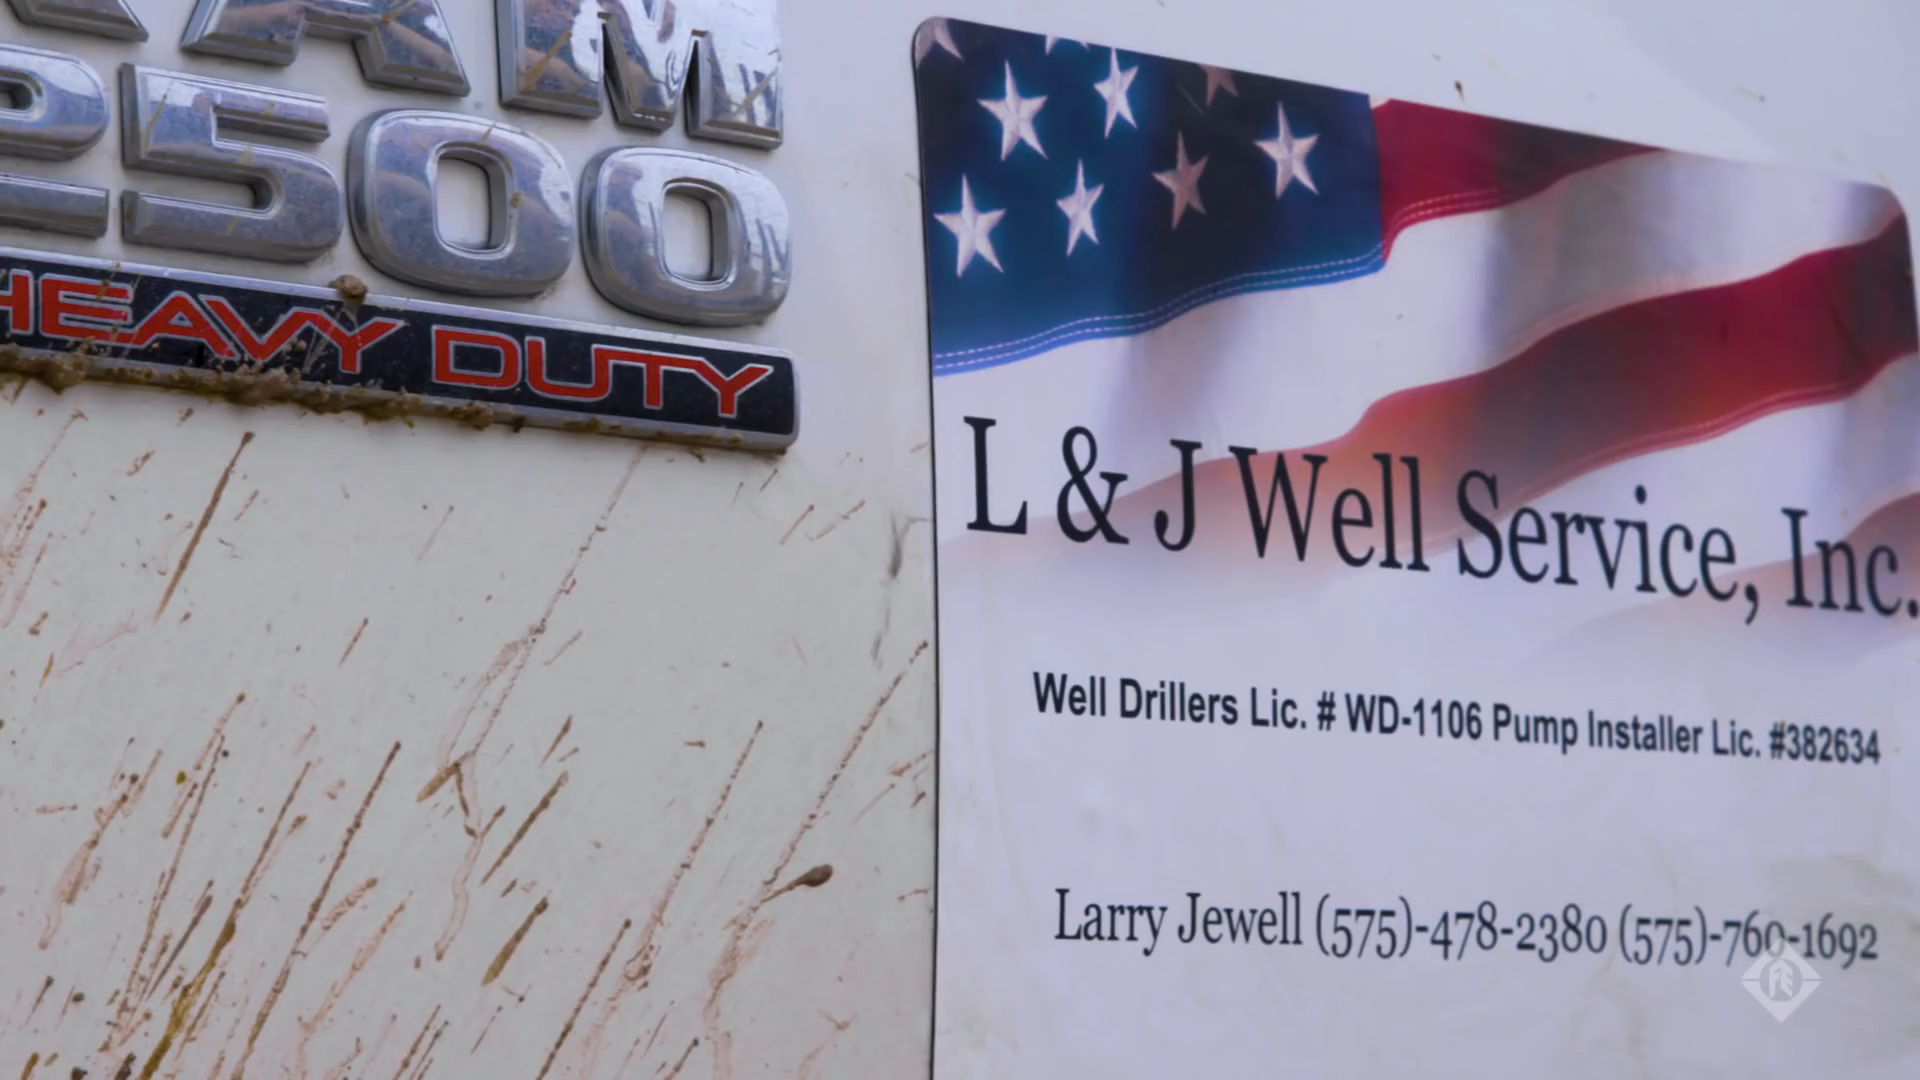 RAM
2500
HEAVY DUTY
L & J Well Service, Inc.
Well Drillers Lic. # WD-1106 Pump Installer Lic. #382634
Larry Jewell (575)-478-2380 (575)-760-1692